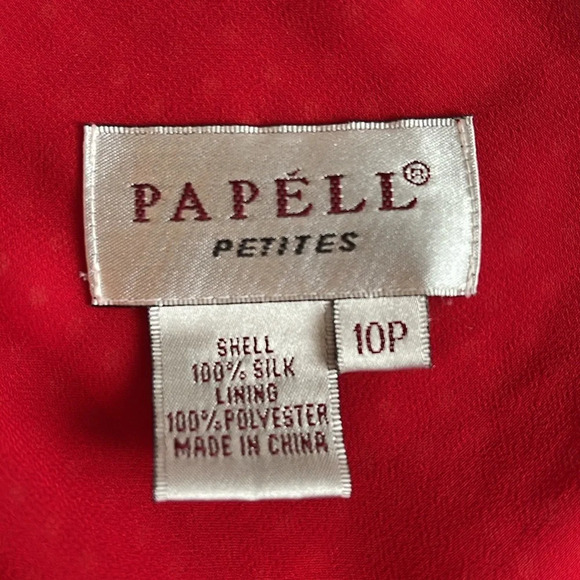 PAPÉLL®
PETITES
10P
SHELL
100% SILK
LINING
100% POLYESTER
MADE IN CHINA